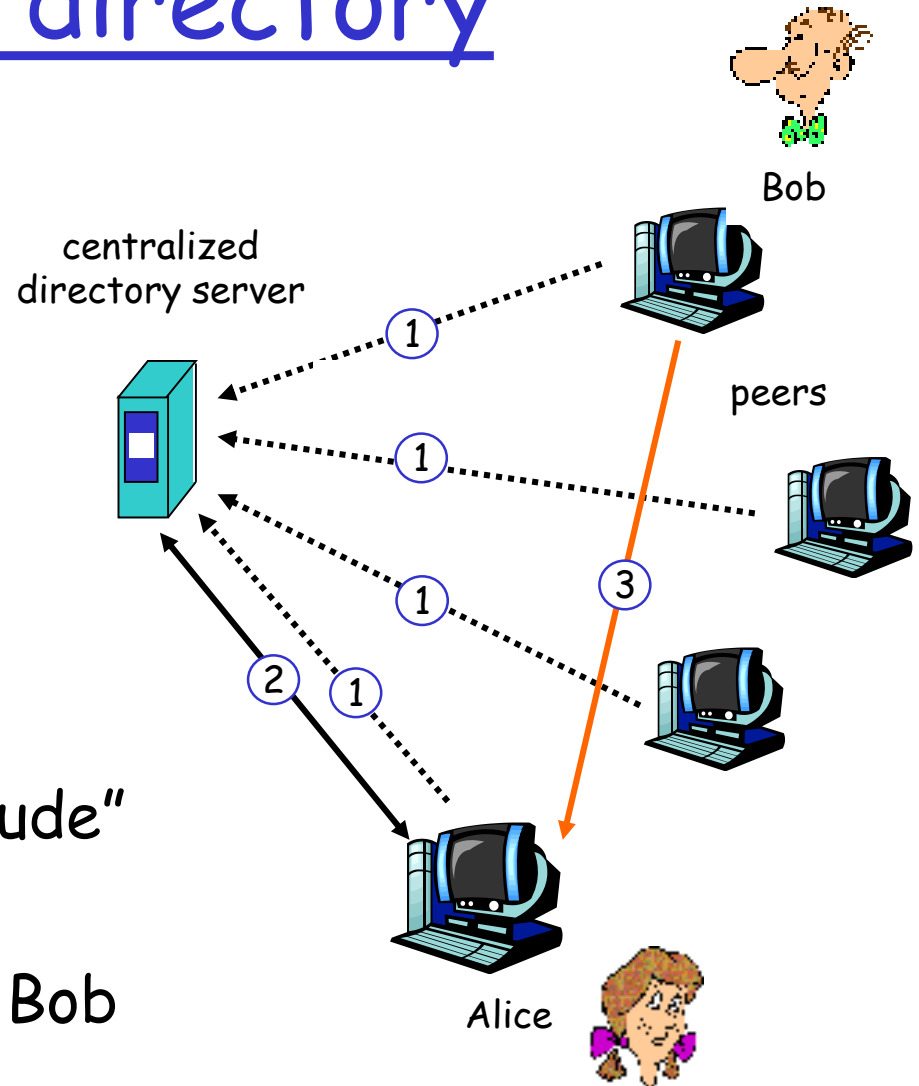 directory
Bob
centralized
directory server
1
peers
1
3
1
2
1
ude”
Bob
Alice